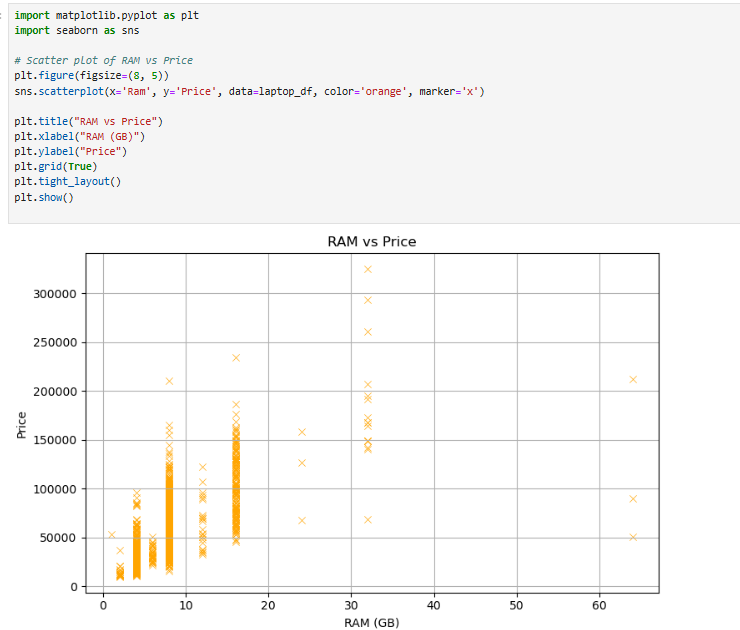 import matplotlib.pyplot as plt
import seaborn as sns
# Scatter plot of RAM vs Price
plt.figure(figsize=(8, 5))
sns.scatterplot(x='Ram', y='Price', data=laptop_df, color='orange', marker='x')
plt.title("RAM vs Price")
plt.xlabel("RAM (GB)")
plt.ylabel("Price")
plt.grid(True)
plt.tight_layout()
plt.show()
RAM vs Price
300000
250000
200000
150000
100000
50000
0
Price
0 10 20 30 40 50 60
RAM (GB)